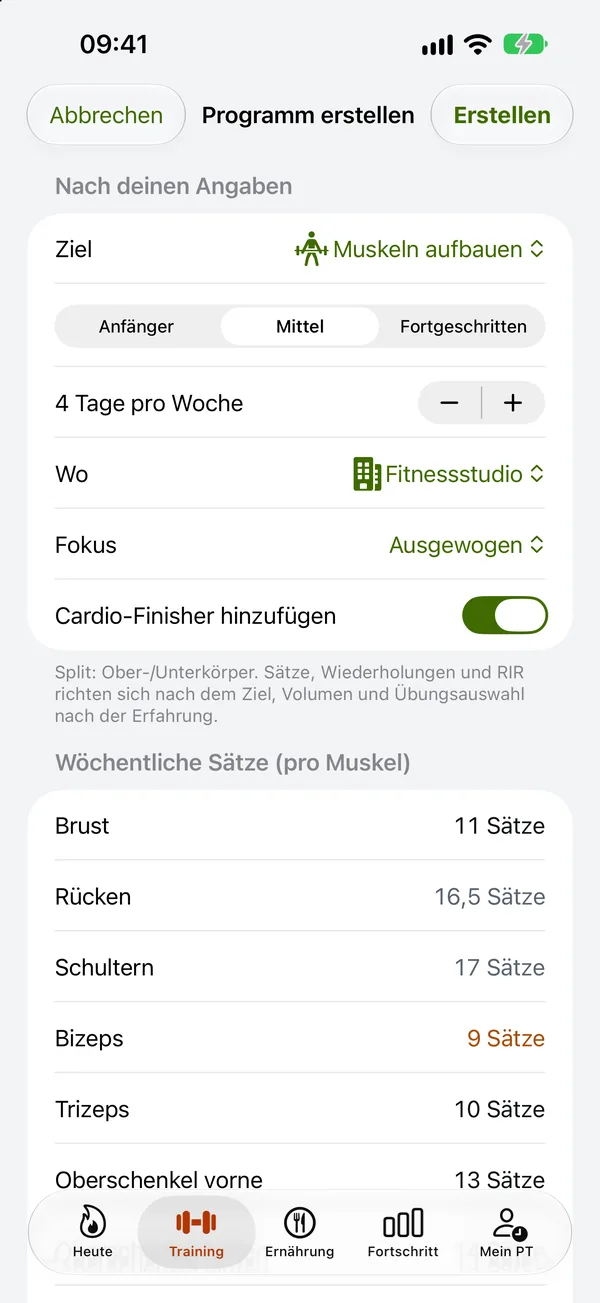 09:41
Abbrechen
Programm erstellen
Erstellen
Nach deinen Angaben
Ziel
Muskeln aufbauen
Anfänger
Mittel
Fortgeschritten
4 Tage pro Woche
Wo
Fitnessstudio
Fokus
Ausgewogen
Cardio-Finisher hinzufügen
Split: Ober-/Unterkörper. Sätze, Wiederholungen und RIR
richten sich nach dem Ziel, Volumen und Übungsauswahl
nach der Erfahrung.
Wöchentliche Sätze (pro Muskel)
Brust
11 Sätze
Rücken
16,5 Sätze
Schultern
17 Sätze
Bizeps
9 Sätze
Trizeps
10 Sätze
Oberschenkel vorne
13 Sätze
Heute
Training
Ernährung
Fortschritt
Mein PT